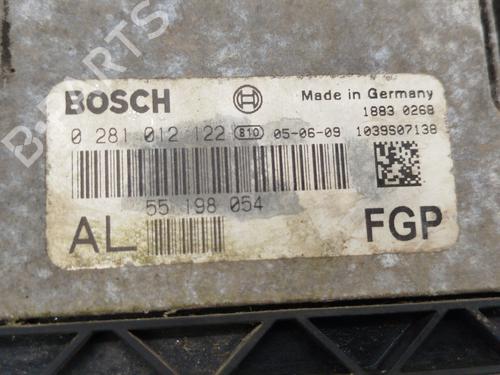 B-PARTS
BOSCH
Made in Germany
1883 0268
0 281 012 122 810 05-06-09 1039S07138
55 198 054
AL
FGP